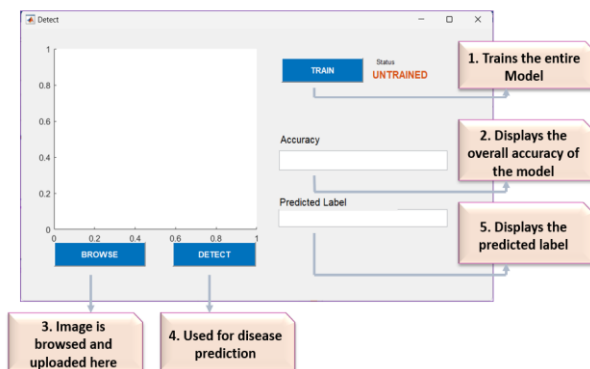 Detect
1
0.8
0.6
0.4
0.2
0
0 0.2 0.4 0.6 0.8 1
BROWSE
DETECT
TRAIN
Status
UNTRAINED
Accuracy
Predicted Label
1. Trains the entire
Model
2. Displays the
overall accuracy of
the model
5. Displays the
predicted label
3. Image is
browsed and
uploaded here
4. Used for disease
prediction